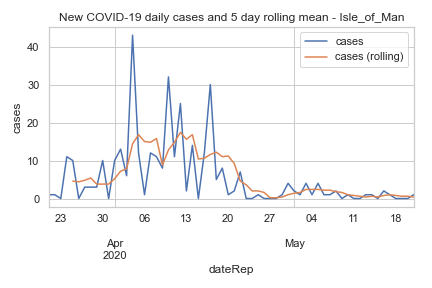 New COVID-19 daily cases and 5 day rolling mean - Isle_of_Man
cases
cases (rolling)
40
30
20
10
0
cases
23 30 06 13 20 27 04 11 18
Apr May
2020
dateRep